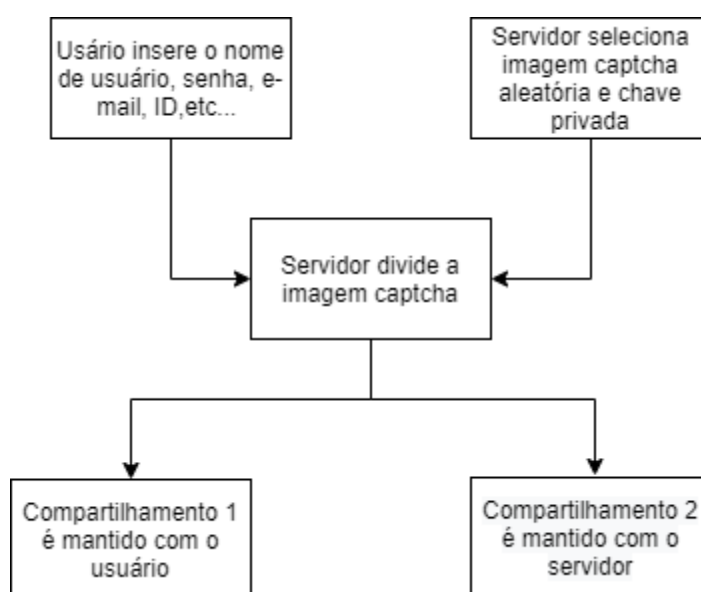 Usário insere o nome
de usuário, senha, e-
mail, ID,etc...
Servidor seleciona
imagem captcha
aleatória e chave
privada
Servidor divide a
imagem captcha
Compartilhamento 1
é mantido com o
usuário
Compartilhamento 2
é mantido com o
servidor